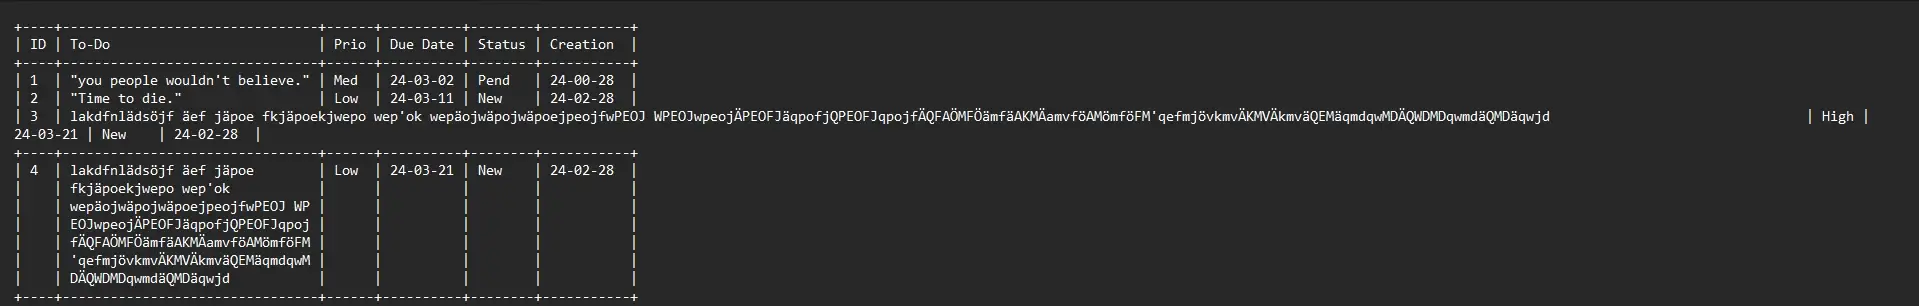 +----+--------------------------------+------+----------+--------+-----------+
| ID | To-Do                          | Prio | Due Date | Status | Creation  |
+----+--------------------------------+------+----------+--------+-----------+
| 1  | "you people wouldn't believe." | Med  | 24-03-02 | Pend   | 24-00-28  |
| 2  | "Time to die."                 | Low  | 24-03-11 | New    | 24-02-28  |
| 3  | lakdfnlädsöjf äef jäpoe fkjäpoekjwepo wep'ok wepäojwäpojwäpoejpeojfwPEOJ WPEOJwpeojÄPEOFJäqpofjQPEOFJqpojfÄQFAÖMFÖämfäAKMÄamvföAMömföFM'qefmjövkmvÄKMVÄkmväQEMäqmdqwMDÄQWDMDqwmdäQMDäqwjd                                | High |
24-03-21 | New    | 24-02-28  |
+----+--------------------------------+------+----------+--------+-----------+
| 4  | lakdfnlädsöjf äef jäpoe        | Low  | 24-03-21 | New    | 24-02-28  |
|    | fkjäpoekjwepo wep'ok           |      |          |        |           |
|    | wepäojwäpojwäpoejpeojfwPEOJ WP |      |          |        |           |
|    | EOJwpeojÄPEOFJäqpofjQPEOFJqpoj |      |          |        |           |
|    | fÄQFAÖMFÖämfäAKMÄamvföAMömföFM |      |          |        |           |
|    | 'qefmjövkmvÄKMVÄkmväQEMäqmdqwM |      |          |        |           |
|    | DÄQWDMDqwmdäQMDäqwjd           |      |          |        |           |
+----+--------------------------------+------+----------+--------+-----------+